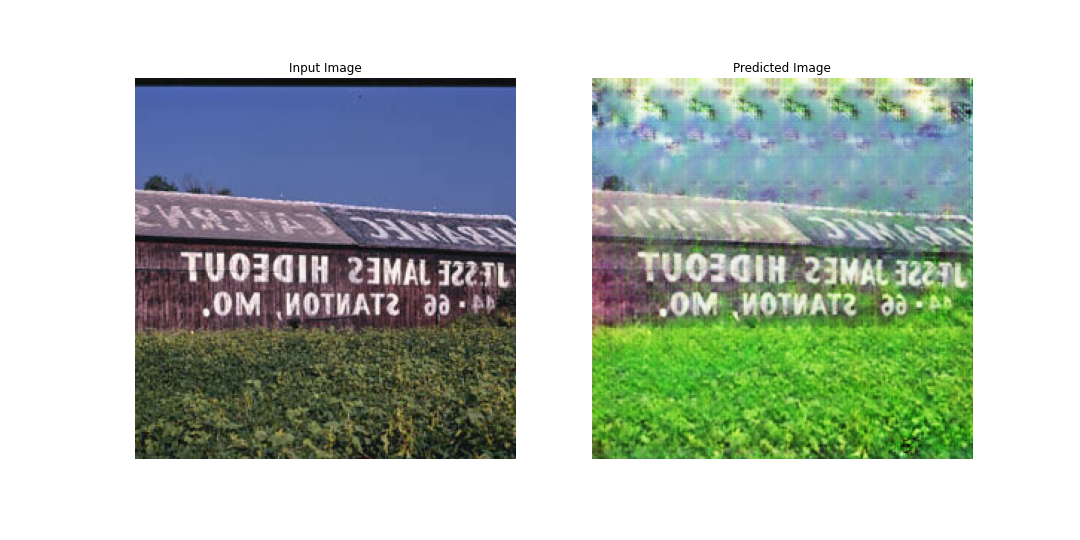 Input Image
MERAMEC CAVERNS
JESSE JAMES HIDEOUT
44 · 66 STANTON, MO.
Predicted Image
MERAMEC CAVERNS
JESSE JAMES HIDEOUT
44 · 66 STANTON, MO.